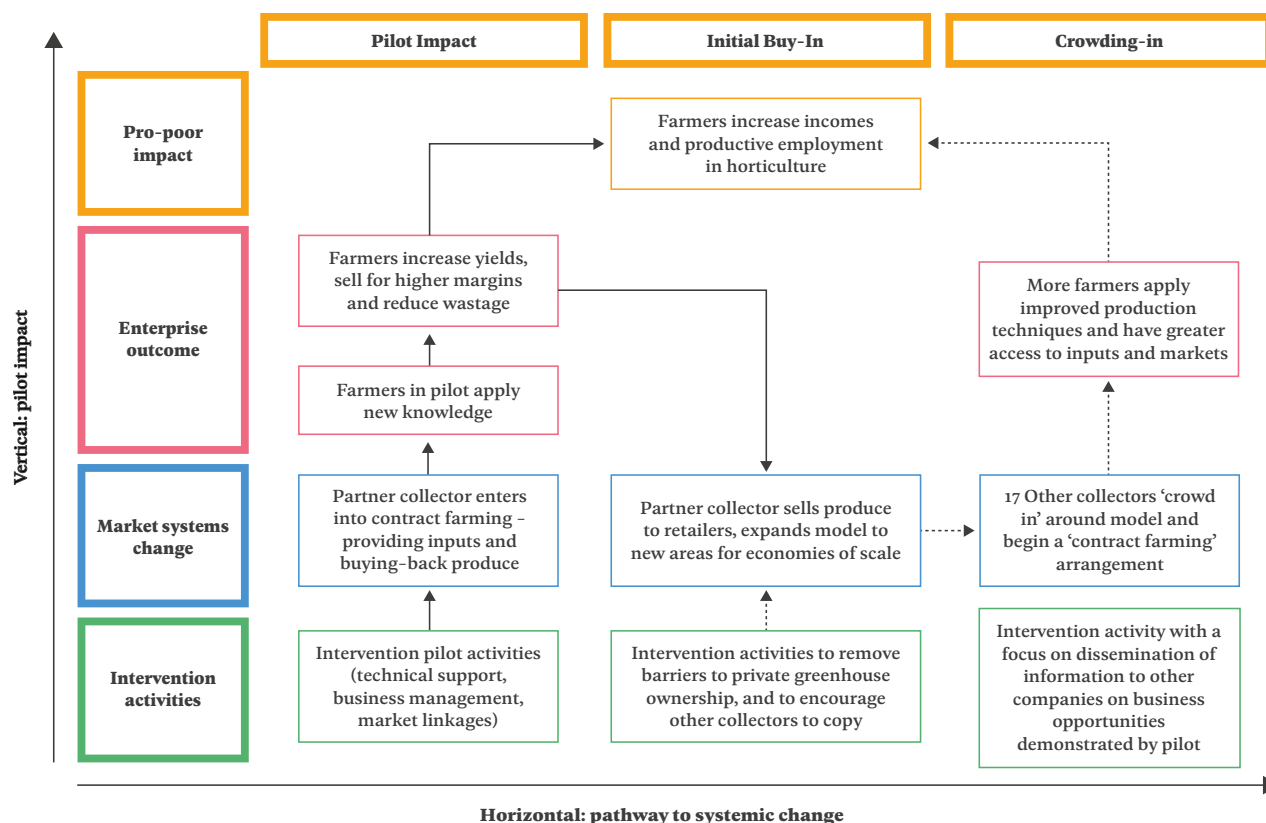 Pilot Impact
Initial Buy-In
Crowding-in
Pro-poor
impact
Farmers increase incomes
and productive employment
in horticulture
Enterprise
outcome
Farmers increase yields,
sell for higher margins
and reduce wastage
More farmers apply
improved production
techniques and have greater
access to inputs and markets
Farmers in pilot apply
new knowledge
Market systems
change
Partner collector enters
into contract farming –
providing inputs and
buying-back produce
Partner collector sells produce
to retailers, expands model to
new areas for economies of scale
17 Other collectors ‘crowd
in’ around model and
begin a ‘contract farming’
arrangement
Intervention
activities
Intervention pilot activities
(technical support,
business management,
market linkages)
Intervention activities to remove
barriers to private greenhouse
ownership, and to encourage
other collectors to copy
Intervention activity with a
focus on dissemination of
information to other
companies on business
opportunities
demonstrated by pilot
Vertical: pilot impact
Horizontal: pathway to systemic change